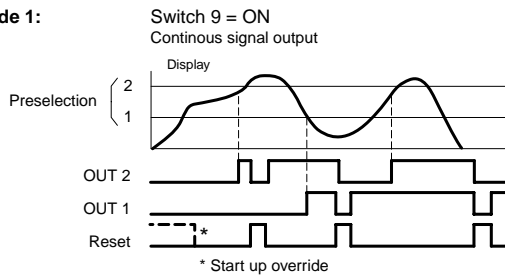 de 1: Switch 9 = ON
Continous signal output
Display
Preselection
2
1
OUT 2
OUT 1
Reset
*
* Start up override